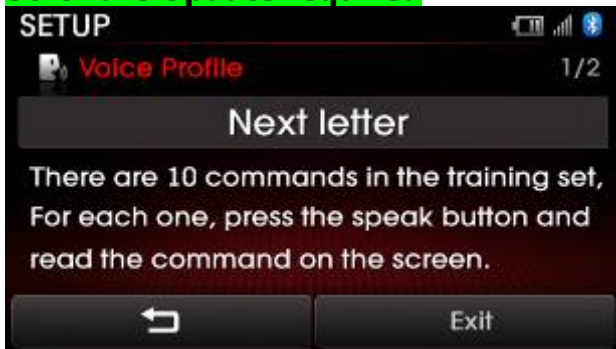 SETUP
Voice Profile 1/2
Next letter
There are 10 commands in the training set,
For each one, press the speak button and
read the command on the screen.
Exit